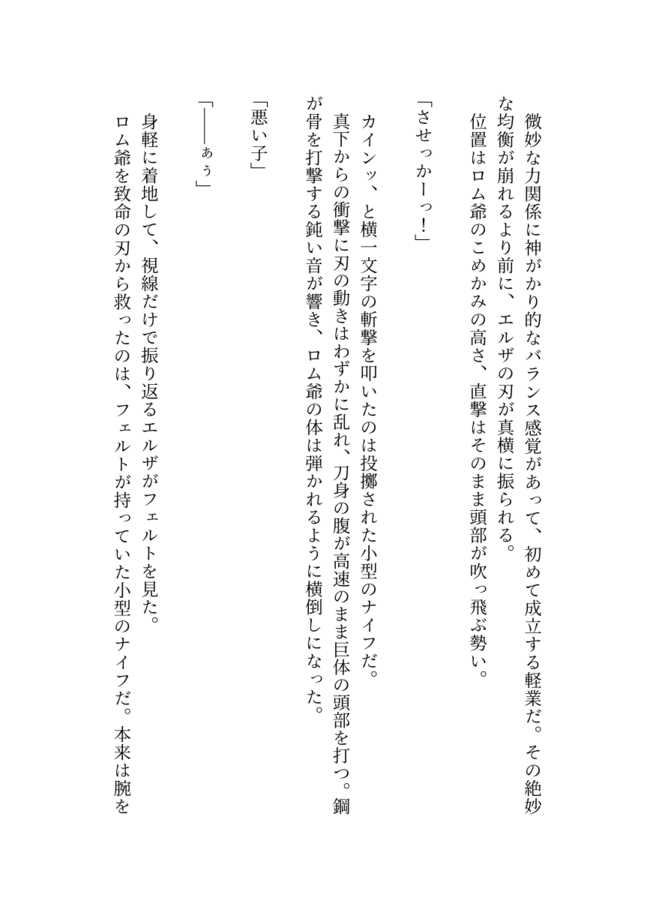 微妙な力関係に神がかり的なバランス感覚があって、初めて成立する軽業だ。その絶妙
な均衡が崩れるより前に、エルザの刃が真横に振られる。
位置はロム爺のこめかみの高さ、直撃はそのまま頭部が吹っ飛ぶ勢い。
「させっかーっ！」
カインッ、と横一文字の斬撃を叩いたのは投擲された小型のナイフだ。
真下からの衝撃に刃の動きはわずかに乱れ、刀身の腹が高速のまま巨体の頭部を打つ。鋼
が骨を打撃する鈍い音が響き、ロム爺の体は弾かれるように横倒しになった。
「悪い子」
「――ぁぅ」
身軽に着地して、視線だけで振り返るエルザがフェルトを見た。
ロム爺を致命の刃から救ったのは、フェルトが持っていた小型のナイフだ。本来は腕を